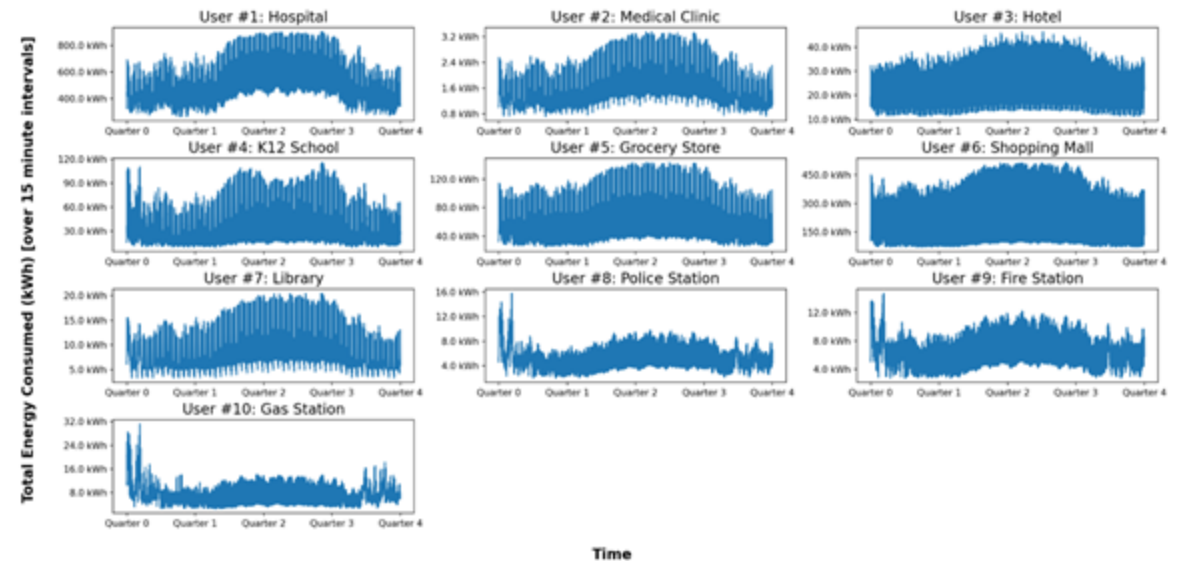 User #1: Hospital
800.0 kWh
600.0 kWh
400.0 kWh
Quarter 0 Quarter 1 Quarter 2 Quarter 3 Quarter 4
User #2: Medical Clinic
3.2 kWh
2.4 kWh
1.6 kWh
0.8 kWh
Quarter 0 Quarter 1 Quarter 2 Quarter 3 Quarter 4
User #3: Hotel
40.0 kWh
30.0 kWh
20.0 kWh
10.0 kWh
Quarter 0 Quarter 1 Quarter 2 Quarter 3 Quarter 4
User #4: K12 School
120.0 kWh
90.0 kWh
60.0 kWh
30.0 kWh
Quarter 0 Quarter 1 Quarter 2 Quarter 3 Quarter 4
User #5: Grocery Store
120.0 kWh
80.0 kWh
40.0 kWh
Quarter 0 Quarter 1 Quarter 2 Quarter 3 Quarter 4
User #6: Shopping Mall
450.0 kWh
300.0 kWh
150.0 kWh
Quarter 0 Quarter 1 Quarter 2 Quarter 3 Quarter 4
User #7: Library
20.0 kWh
15.0 kWh
10.0 kWh
5.0 kWh
Quarter 0 Quarter 1 Quarter 2 Quarter 3 Quarter 4
User #8: Police Station
16.0 kWh
12.0 kWh
8.0 kWh
4.0 kWh
Quarter 0 Quarter 1 Quarter 2 Quarter 3 Quarter 4
User #9: Fire Station
12.0 kWh
8.0 kWh
4.0 kWh
Quarter 0 Quarter 1 Quarter 2 Quarter 3 Quarter 4
User #10: Gas Station
32.0 kWh
24.0 kWh
16.0 kWh
8.0 kWh
Quarter 0 Quarter 1 Quarter 2 Quarter 3 Quarter 4
Total Energy Consumed (kWh) [over 15 minute intervals]
Time